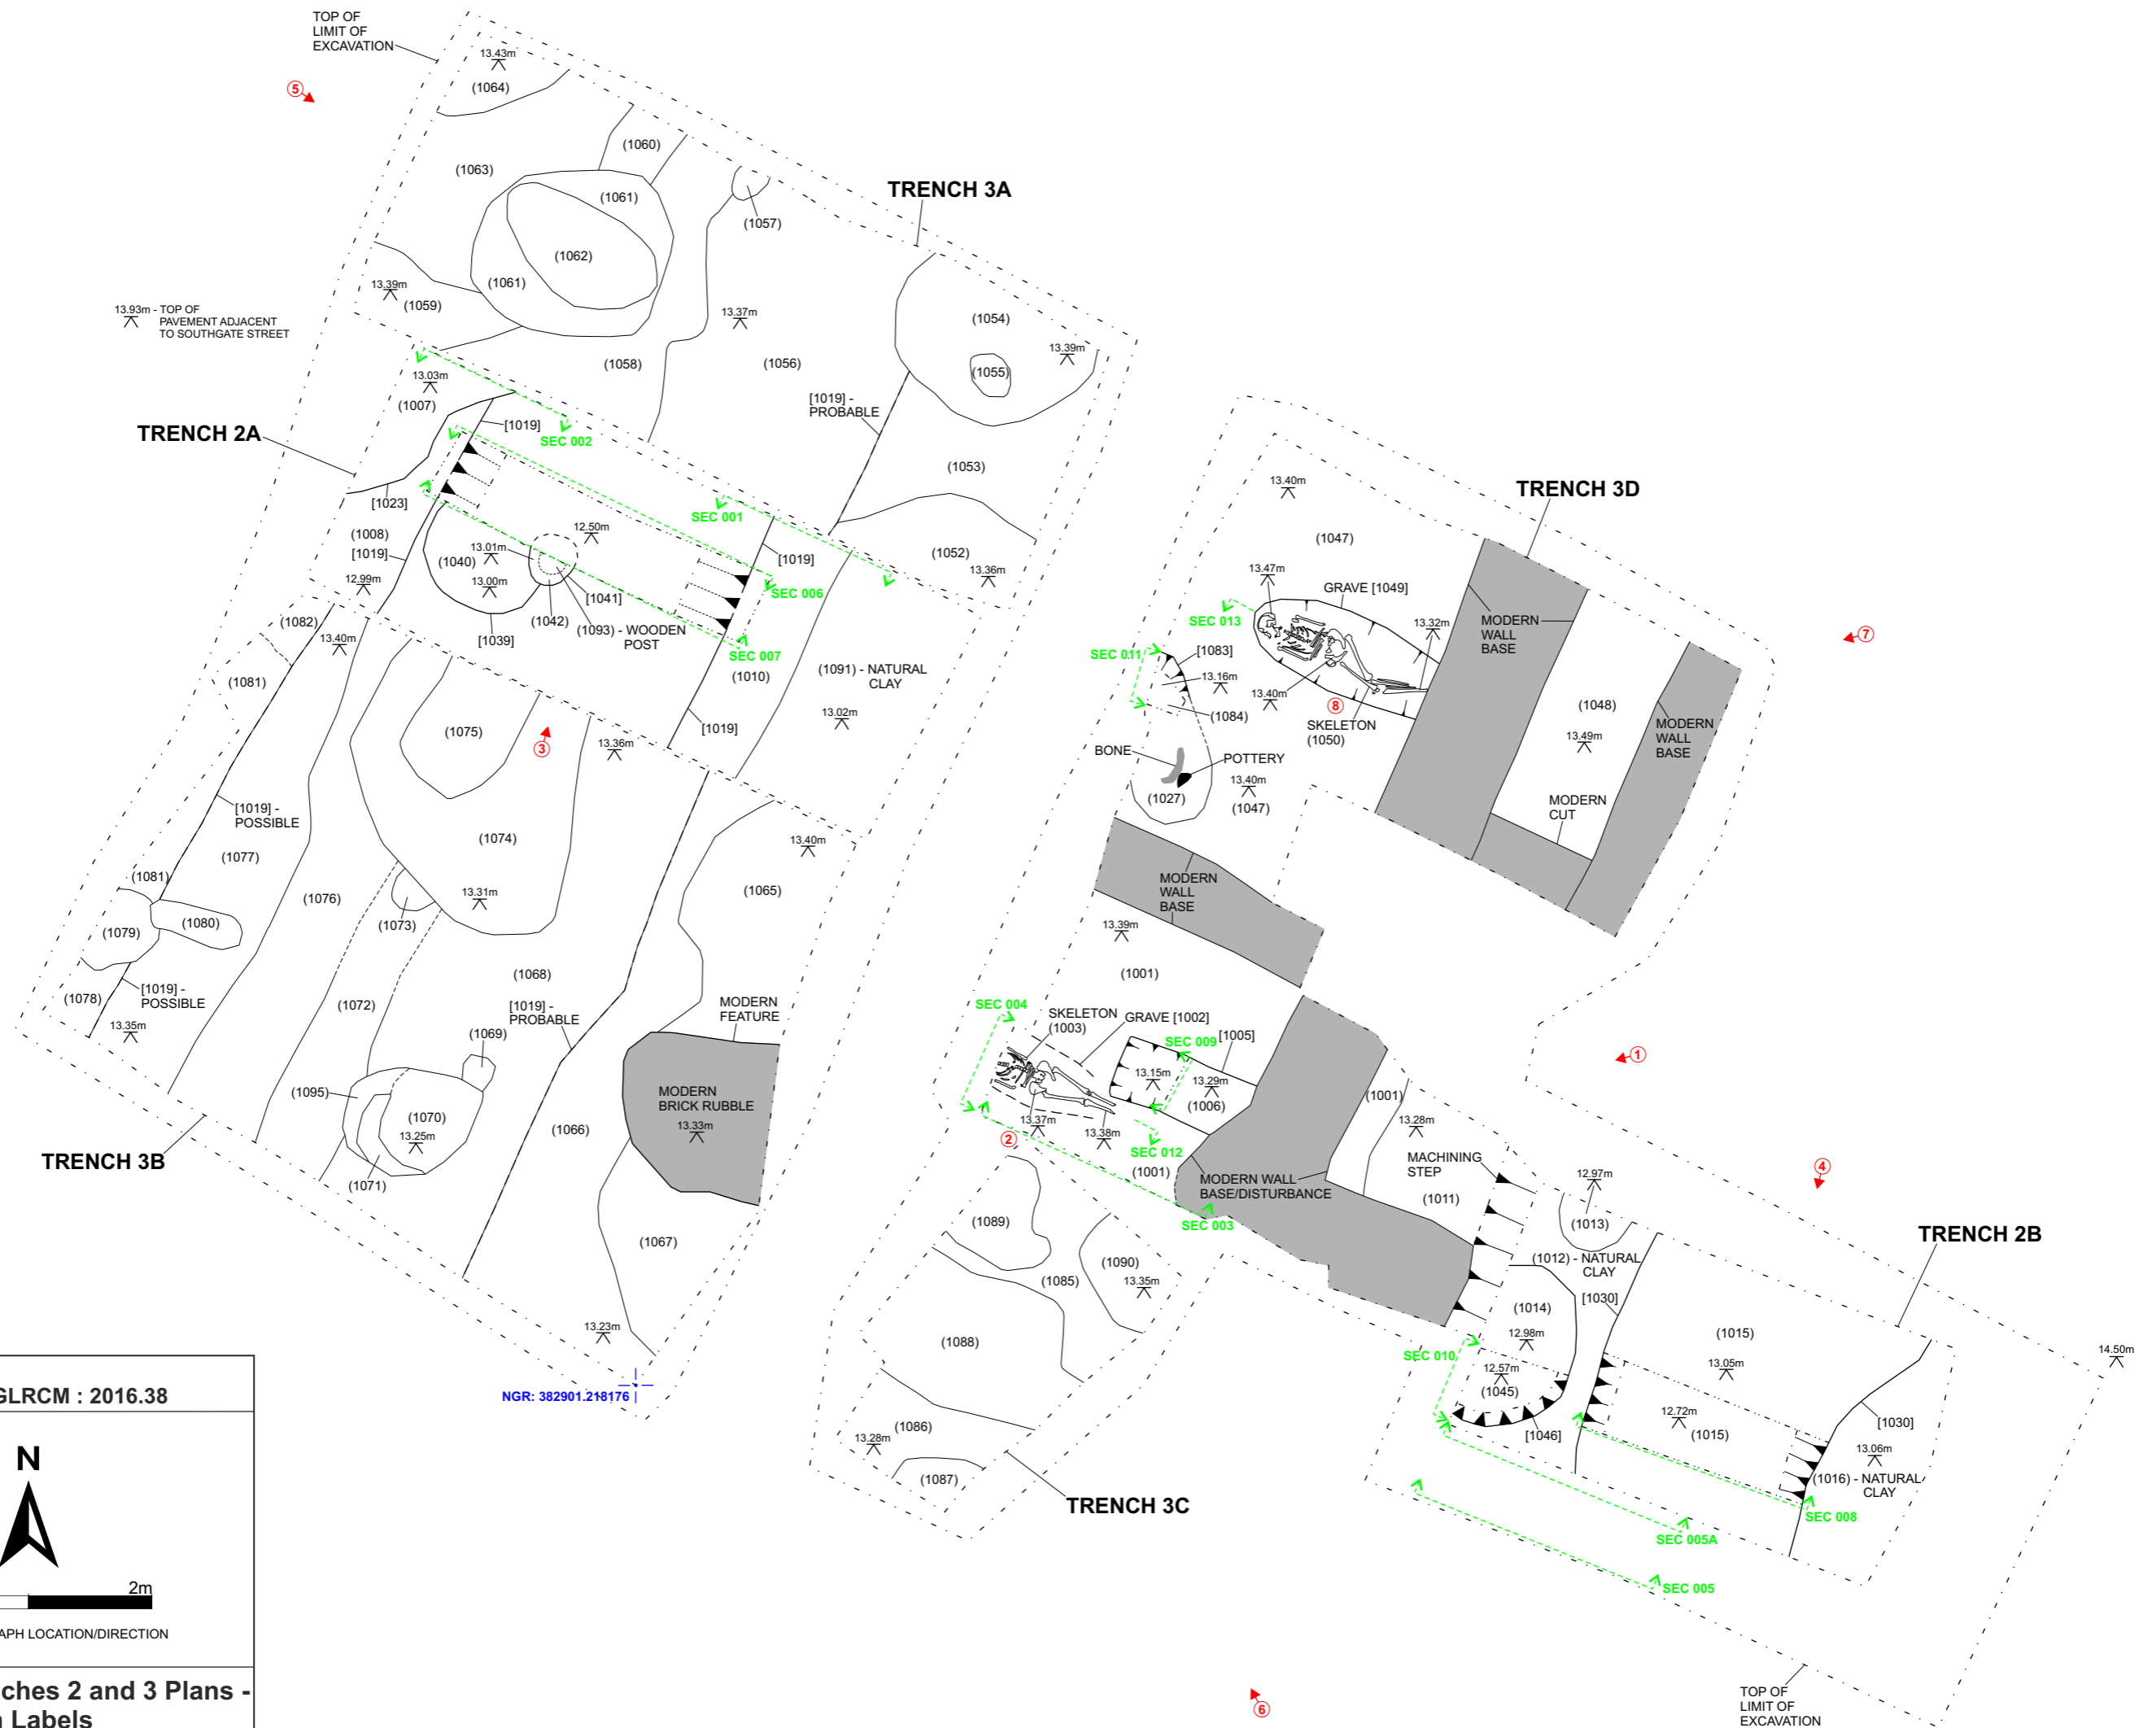 TOP OF
LIMIT OF
EXCAVATION
13.43m
(1064)
5
(1060)
(1063)
(1061)
TRENCH 3A
(1057)
(1062)
(1061)
13.39m
(1059)
13.93m - TOP OF
PAVEMENT ADJACENT
TO SOUTHGATE STREET
13.37m
(1054)
13.39m
(1058)
(1056)
(1055)
13.03m
(1007)
[1019] -
PROBABLE
TRENCH 2A
[1019]
SEC 002
(1053)
[1023]
SEC 001
TRENCH 3D
13.40m
(1008)
[1019]
12.50m
13.01m
(1040)
13.00m
[1019]
(1052)
13.36m
(1047)
12.99m
[1041]
SEC 006
(1042)
(1093) - WOODEN
POST
[1039]
SEC 007
13.47m
GRAVE [1049]
SEC 013
13.32m
MODERN
WALL
BASE
7
(1082)
13.40m
(1081)
(1010)
(1091) - NATURAL
CLAY
SEC 011
[1083]
13.16m
13.40m
(1084)
8
SKELETON
(1050)
(1048)
13.49m
MODERN
WALL
BASE
(1075)
3
13.36m
[1019]
13.02m
BONE
POTTERY
13.40m
(1027)
(1047)
MODERN
CUT
[1019] -
POSSIBLE
(1077)
(1074)
13.40m
(1081)
(1076)
13.31m
(1065)
MODERN
WALL
BASE
(1080)
(1079)
(1073)
13.39m
(1068)
(1001)
(1078)
[1019] -
POSSIBLE
(1072)
[1019] -
PROBABLE
MODERN
FEATURE
13.35m
(1069)
SEC 004
SKELETON
(1003)
GRAVE [1002]
SEC 009
[1005]
1
(1095)
(1070)
13.25m
MODERN
BRICK RUBBLE
13.33m
13.15m
13.29m
(1006)
(1001)
13.28m
(1066)
13.37m
13.38m
2
SEC 012
TRENCH 3B
(1071)
(1001)
MODERN WALL
BASE/DISTURBANCE
MACHINING
STEP
(1011)
12.97m
4
(1013)
SEC 003
(1067)
(1089)
(1090)
13.35m
(1085)
(1012) - NATURAL
CLAY
TRENCH 2B
[1030]
13.23m
(1088)
(1014)
12.98m
(1015)
13.05m
14.50m
SEC 010
12.57m
(1045)
NGR: 382901.218176
GLRCM : 2016.38
(1086)
13.28m
12.72m
(1015)
[1030]
[1046]
13.06m
(1016) - NATURAL
CLAY
(1087)
N
TRENCH 3C
SEC 008
SEC 005A
SEC 005
2m
APH LOCATION/DIRECTION
ches 2 and 3 Plans -
Labels
6
TOP OF
LIMIT OF
EXCAVATION